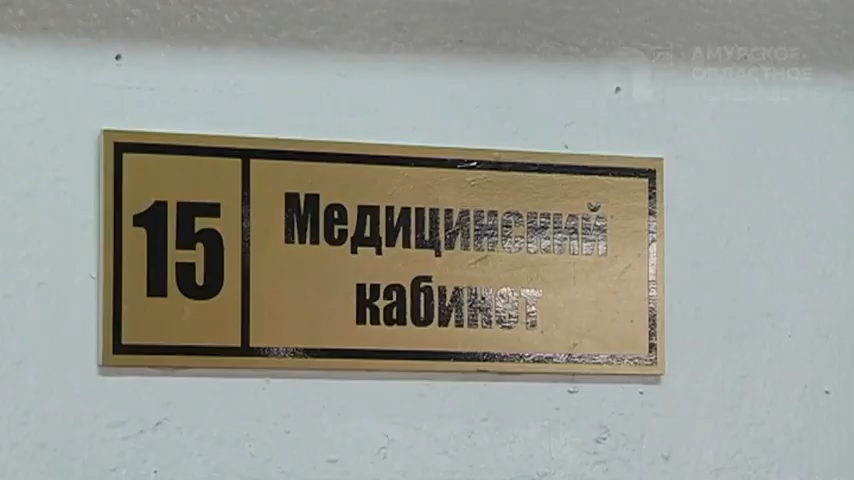 АМУРСКОЕ
ОБЛАСТНОЕ
15
Медицинский
кабинет